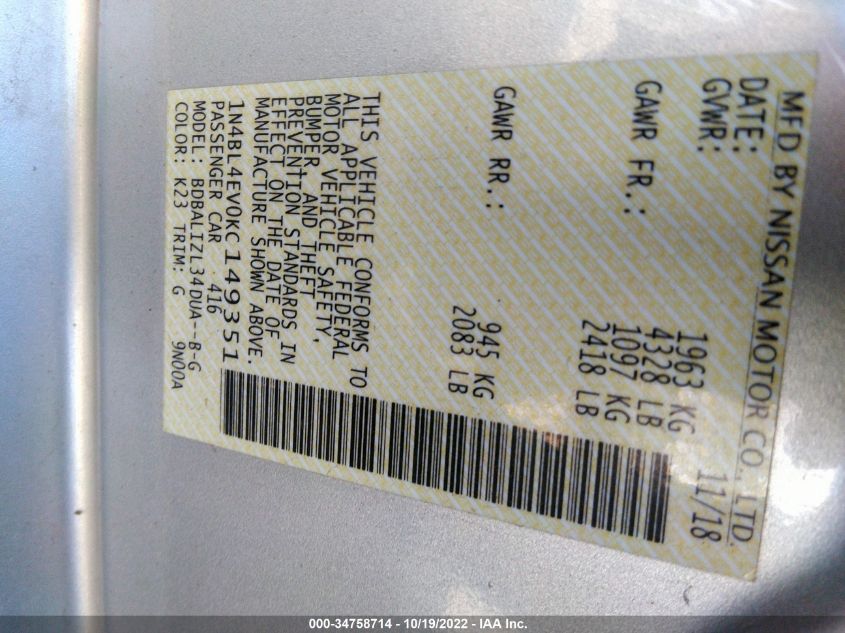 MFD BY NISSAN MOTOR CO., LTD.
DATE: 11/18
GVWR: 1963 KG
4328 LB
GAWR FR.: 1097 KG
2418 LB
GAWR RR.: 945 KG
2083 LB
THIS VEHICLE CONFORMS TO
ALL APPLICABLE FEDERAL
MOTOR VEHICLE SAFETY,
BUMPER AND THEFT
PREVENTION STANDARDS IN
EFFECT ON THE DATE OF
MANUFACTURE SHOWN ABOVE.
1N4BL4EV0KC149351
PASSENGER CAR 416
MODEL: BDBALIZL34DUA--B-G
COLOR: K23 TRIM: G 9N00A
000-34758714 - 10/19/2022 - IAA Inc.